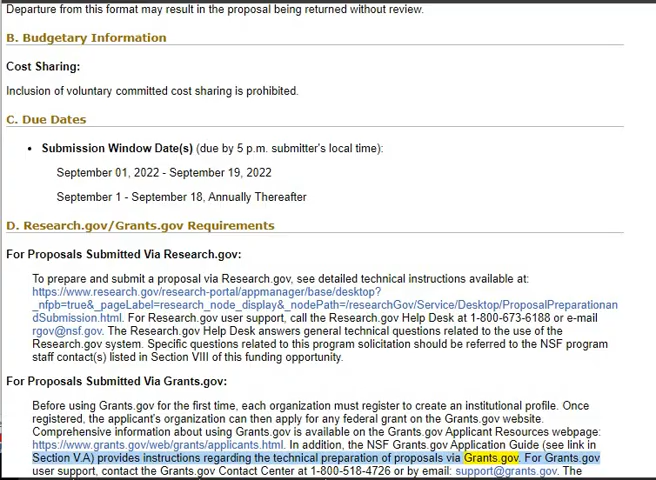 Departure from this format may result in the proposal being returned without review.
B. Budgetary Information
Cost Sharing:
Inclusion of voluntary committed cost sharing is prohibited.
C. Due Dates
• Submission Window Date(s) (due by 5 p.m. submitter's local time):
September 01, 2022 - September 19, 2022
September 1 - September 18, Annually Thereafter
D. Research.gov/Grants.gov Requirements
For Proposals Submitted Via Research.gov:
To prepare and submit a proposal via Research.gov, see detailed technical instructions available at:
https://www.research.gov/research-portal/appmanager/base/desktop?
_nfpb=true&_pageLabel=research_node_display&_nodePath=/researchGov/Service/Desktop/ProposalPreparationan
dSubmission.html. For Research.gov user support, call the Research.gov Help Desk at 1-800-673-6188 or e-mail
rgov@nsf.gov. The Research.gov Help Desk answers general technical questions related to the use of the
Research.gov system. Specific questions related to this program solicitation should be referred to the NSF program
staff contact(s) listed in Section VIII of this funding opportunity.
For Proposals Submitted Via Grants.gov:
Before using Grants.gov for the first time, each organization must register to create an institutional profile. Once
registered, the applicant's organization can then apply for any federal grant on the Grants.gov website.
Comprehensive information about using Grants.gov is available on the Grants.gov Applicant Resources webpage:
https://www.grants.gov/web/grants/applicants.html. In addition, the NSF Grants.gov Application Guide (see link in
Section V.A) provides instructions regarding the technical preparation of proposals via Grants.gov. For Grants.gov
user support, contact the Grants.gov Contact Center at 1-800-518-4726 or by email: support@grants.gov. The